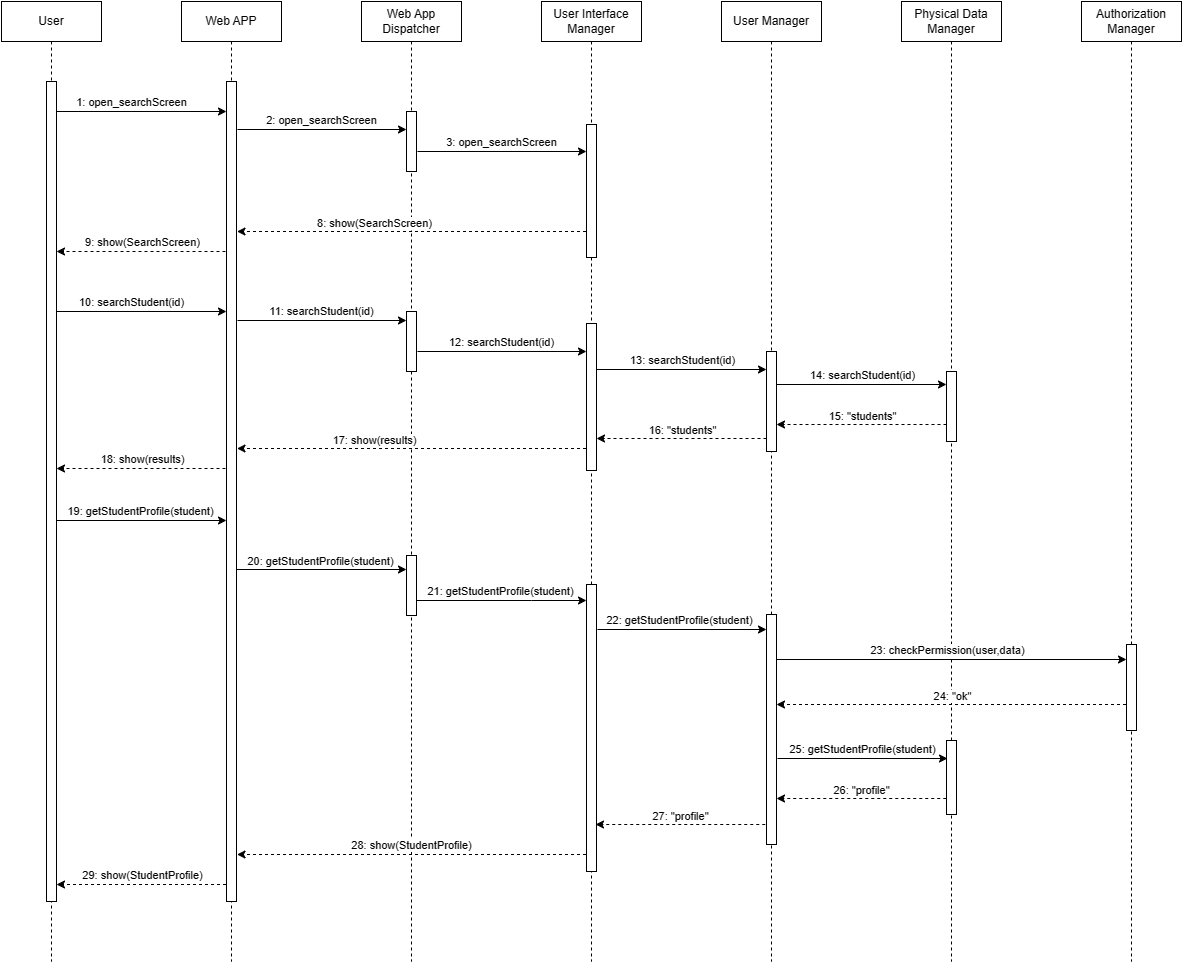 User
Web APP
Web App
Dispatcher
User Interface
Manager
User Manager
Physical Data
Manager
Authorization
Manager
1: open_searchScreen
2: open_searchScreen
3: open_searchScreen
8: show(SearchScreen)
9: show(SearchScreen)
10: searchStudent(id)
11: searchStudent(id)
12: searchStudent(id)
13: searchStudent(id)
14: searchStudent(id)
15: "students"
16: "students"
17: show(results)
18: show(results)
19: getStudentProfile(student)
20: getStudentProfile(student)
21: getStudentProfile(student)
22: getStudentProfile(student)
23: checkPermission(user,data)
24: "ok"
25: getStudentProfile(student)
26: "profile"
27: "profile"
28: show(StudentProfile)
29: show(StudentProfile)